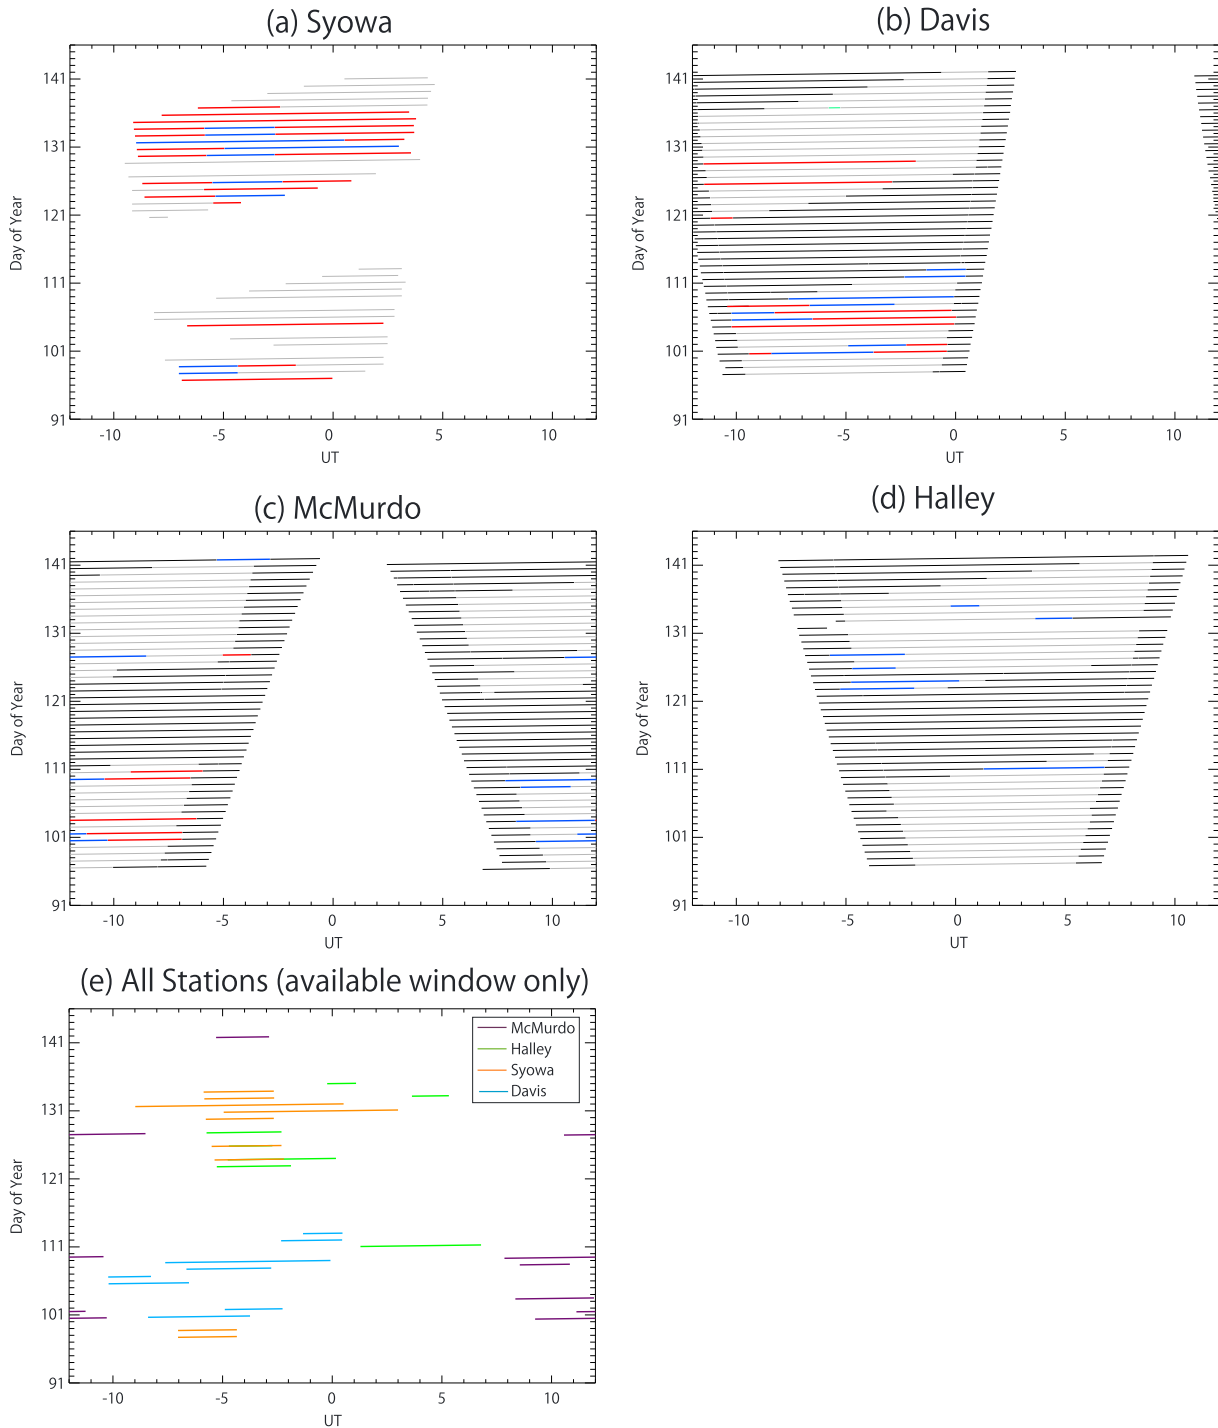 (a) Syowa
(b) Davis
141
131
121
111
101
91
Day of Year
-10
-5
0
5
10
UT
141
131
121
111
101
91
Day of Year
-10
-5
0
5
10
UT
(c) McMurdo
(d) Halley
141
131
121
111
101
91
Day of Year
-10
-5
0
5
10
UT
141
131
121
111
101
91
Day of Year
-10
-5
0
5
10
UT
(e) All Stations (available window only)
McMurdo
Halley
Syowa
Davis
141
131
121
111
101
91
Day of Year
-10
-5
0
5
10
UT